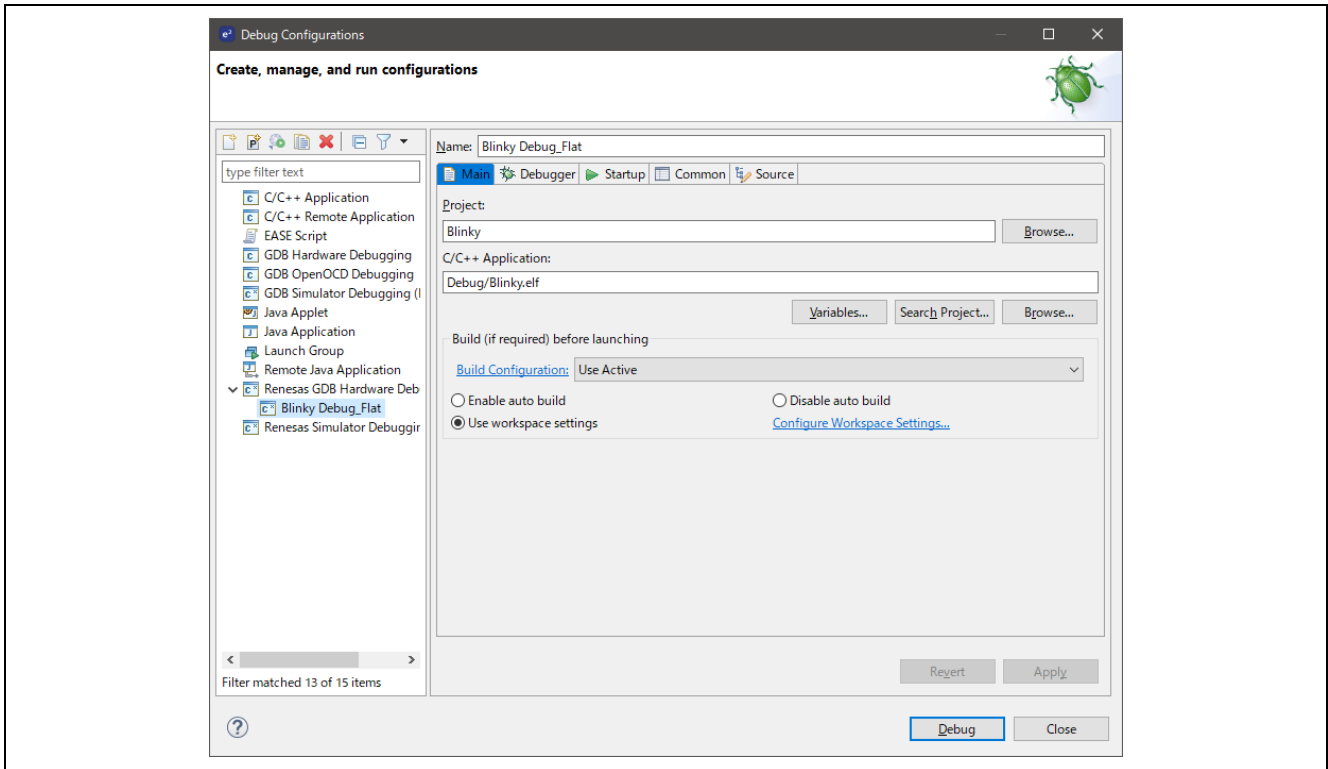 e² Debug Configurations
Create, manage, and run configurations
type filter text
C/C++ Application
C/C++ Remote Application
EASE Script
GDB Hardware Debugging
GDB OpenOCD Debugging
GDB Simulator Debugging (
Java Applet
Java Application
Launch Group
Remote Java Application
Renesas GDB Hardware Deb
Blinky Debug_Flat
Renesas Simulator Debuggir
Filter matched 13 of 15 items
Name: Blinky Debug_Flat
Main Debugger Startup Common Source
Project:
Blinky Browse...
C/C++ Application:
Debug/Blinky.elf
Variables... Search Project... Browse...
Build (if required) before launching
Build Configuration: Use Active
Enable auto build Disable auto build
Use workspace settings Configure Workspace Settings...
Revert Apply
? Debug Close